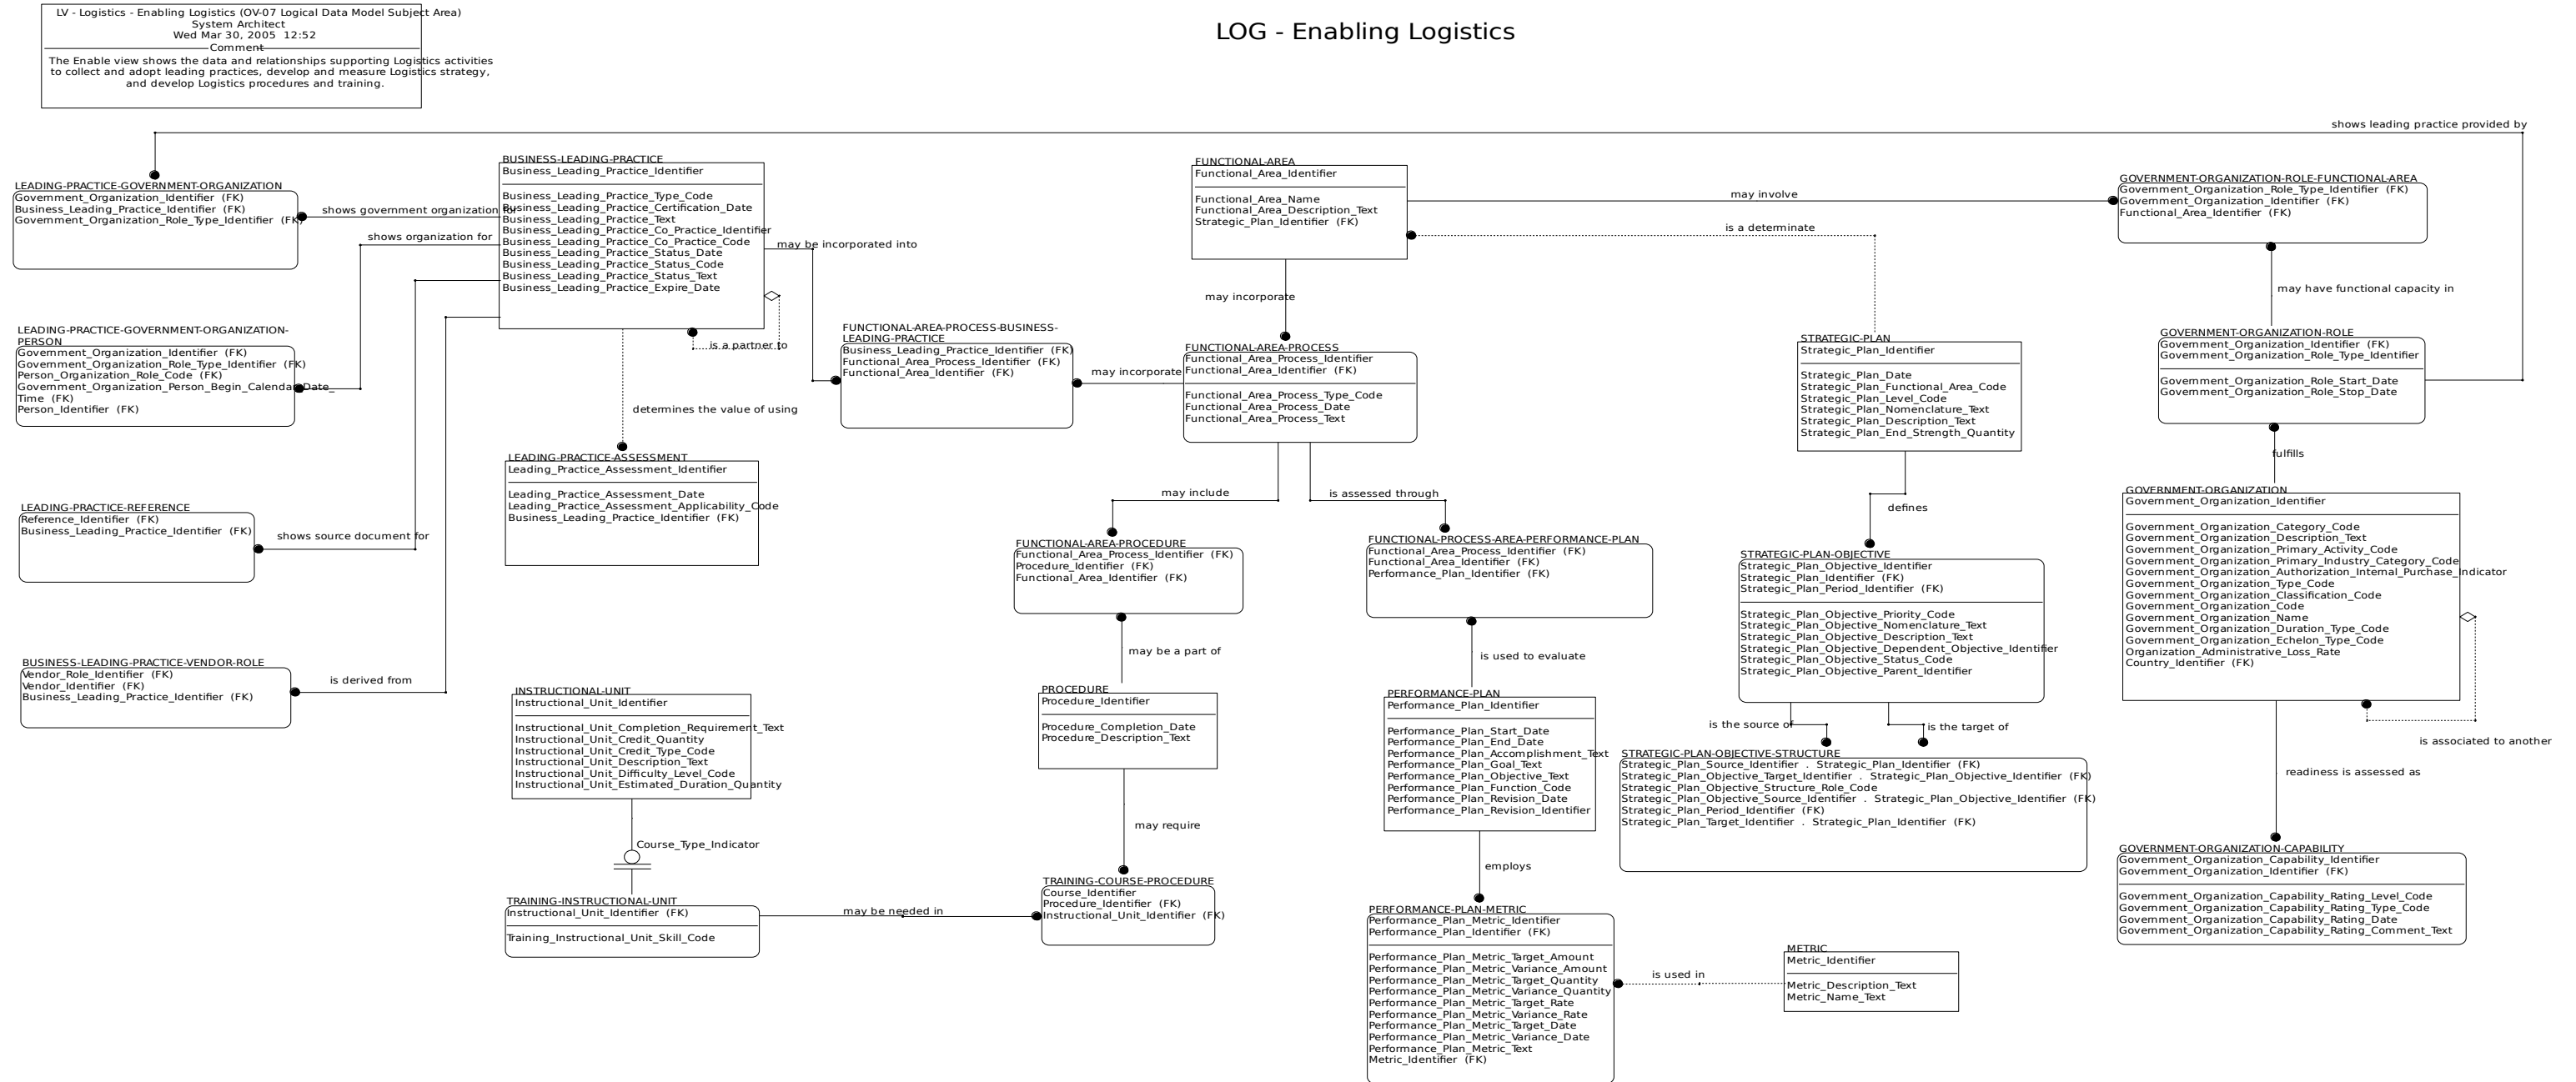 LV - Logistics - Enabling Logistics (OV-07 Logical Data Model Subject Area)
System Architect
Wed Mar 30, 2005 12:52
Comment
The Enable view shows the data and relationships supporting Logistics activities
to collect and adopt leading practices, develop and measure Logistics strategy,
and develop Logistics procedures and training.
LOG - Enabling Logistics
shows leading practice provided by
LEADING-PRACTICE-GOVERNMENT-ORGANIZATION
Government_Organization_Identifier (FK)
Business_Leading_Practice_Identifier (FK)
Government_Organization_Role_Type_Identifier (FK)
shows government organization for
shows organization for
BUSINESS-LEADING-PRACTICE
Business_Leading_Practice_Identifier
Business_Leading_Practice_Type_Code
Business_Leading_Practice_Certification_Date
Business_Leading_Practice_Text
Business_Leading_Practice_Co_Practice_Identifier
Business_Leading_Practice_Co_Practice_Code
Business_Leading_Practice_Status_Date
Business_Leading_Practice_Status_Code
Business_Leading_Practice_Status_Text
Business_Leading_Practice_Expire_Date
may be incorporated into
is a partner to
determines the value of using
FUNCTIONAL-AREA
Functional_Area_Identifier
Functional_Area_Name
Functional_Area_Description_Text
Strategic_Plan_Identifier (FK)
may involve
is a determinate
may incorporate
GOVERNMENT-ORGANIZATION-ROLE-FUNCTIONAL-AREA
Government_Organization_Role_Type_Identifier (FK)
Government_Organization_Identifier (FK)
Functional_Area_Identifier (FK)
may have functional capacity in
LEADING-PRACTICE-GOVERNMENT-ORGANIZATION-
PERSON
Government_Organization_Identifier (FK)
Government_Organization_Role_Type_Identifier (FK)
Person_Organization_Role_Code (FK)
Government_Organization_Person_Begin_Calendar_Date_
Time (FK)
Person_Identifier (FK)
FUNCTIONAL-AREA-PROCESS-BUSINESS-
LEADING-PRACTICE
Business_Leading_Practice_Identifier (FK)
Functional_Area_Process_Identifier (FK)
Functional_Area_Identifier (FK)
may incorporate
FUNCTIONAL-AREA-PROCESS
Functional_Area_Process_Identifier
Functional_Area_Identifier (FK)
Functional_Area_Process_Type_Code
Functional_Area_Process_Date
Functional_Area_Process_Text
STRATEGIC-PLAN
Strategic_Plan_Identifier
Strategic_Plan_Date
Strategic_Plan_Functional_Area_Code
Strategic_Plan_Level_Code
Strategic_Plan_Nomenclature_Text
Strategic_Plan_Description_Text
Strategic_Plan_End_Strength_Quantity
GOVERNMENT-ORGANIZATION-ROLE
Government_Organization_Identifier (FK)
Government_Organization_Role_Type_Identifier
Government_Organization_Role_Start_Date
Government_Organization_Role_Stop_Date
fulfills
LEADING-PRACTICE-ASSESSMENT
Leading_Practice_Assessment_Identifier
Leading_Practice_Assessment_Date
Leading_Practice_Assessment_Applicability_Code
Business_Leading_Practice_Identifier (FK)
may include
is assessed through
defines
LEADING-PRACTICE-REFERENCE
Reference_Identifier (FK)
Business_Leading_Practice_Identifier (FK)
shows source document for
FUNCTIONAL-AREA-PROCEDURE
Functional_Area_Process_Identifier (FK)
Procedure_Identifier (FK)
Functional_Area_Identifier (FK)
may be a part of
FUNCTIONAL-PROCESS-AREA-PERFORMANCE-PLAN
Functional_Area_Process_Identifier (FK)
Functional_Area_Identifier (FK)
Performance_Plan_Identifier (FK)
is used to evaluate
STRATEGIC-PLAN-OBJECTIVE
Strategic_Plan_Objective_Identifier
Strategic_Plan_Identifier (FK)
Strategic_Plan_Period_Identifier (FK)
Strategic_Plan_Objective_Priority_Code
Strategic_Plan_Objective_Nomenclature_Text
Strategic_Plan_Objective_Description_Text
Strategic_Plan_Objective_Dependent_Objective_Identifier
Strategic_Plan_Objective_Status_Code
Strategic_Plan_Objective_Parent_Identifier
is the source of
is the target of
GOVERNMENT-ORGANIZATION
Government_Organization_Identifier
Government_Organization_Category_Code
Government_Organization_Description_Text
Government_Organization_Primary_Activity_Code
Government_Organization_Primary_Industry_Category_Code
Government_Organization_Authorization_Internal_Purchase_Indicator
Government_Organization_Type_Code
Government_Organization_Classification_Code
Government_Organization_Code
Government_Organization_Name
Government_Organization_Duration_Type_Code
Government_Organization_Echelon_Type_Code
Organization_Administrative_Loss_Rate
Country_Identifier (FK)
is associated to another
readiness is assessed as
BUSINESS-LEADING-PRACTICE-VENDOR-ROLE
Vendor_Role_Identifier (FK)
Vendor_Identifier (FK)
Business_Leading_Practice_Identifier (FK)
is derived from
INSTRUCTIONAL-UNIT
Instructional_Unit_Identifier
Instructional_Unit_Completion_Requirement_Text
Instructional_Unit_Credit_Quantity
Instructional_Unit_Credit_Type_Code
Instructional_Unit_Description_Text
Instructional_Unit_Difficulty_Level_Code
Instructional_Unit_Estimated_Duration_Quantity
Course_Type_Indicator
PROCEDURE
Procedure_Identifier
Procedure_Completion_Date
Procedure_Description_Text
may require
PERFORMANCE-PLAN
Performance_Plan_Identifier
Performance_Plan_Start_Date
Performance_Plan_End_Date
Performance_Plan_Accomplishment_Text
Performance_Plan_Goal_Text
Performance_Plan_Objective_Text
Performance_Plan_Function_Code
Performance_Plan_Revision_Date
Performance_Plan_Revision_Identifier
employs
STRATEGIC-PLAN-OBJECTIVE-STRUCTURE
Strategic_Plan_Source_Identifier . Strategic_Plan_Identifier (FK)
Strategic_Plan_Objective_Target_Identifier . Strategic_Plan_Objective_Identifier (FK)
Strategic_Plan_Objective_Structure_Role_Code
Strategic_Plan_Objective_Source_Identifier . Strategic_Plan_Objective_Identifier (FK)
Strategic_Plan_Period_Identifier (FK)
Strategic_Plan_Target_Identifier . Strategic_Plan_Identifier (FK)
GOVERNMENT-ORGANIZATION-CAPABILITY
Government_Organization_Capability_Identifier
Government_Organization_Identifier (FK)
Government_Organization_Capability_Rating_Level_Code
Government_Organization_Capability_Rating_Type_Code
Government_Organization_Capability_Rating_Date
Government_Organization_Capability_Rating_Comment_Text
TRAINING-INSTRUCTIONAL-UNIT
Instructional_Unit_Identifier (FK)
Training_Instructional_Unit_Skill_Code
may be needed in
TRAINING-COURSE-PROCEDURE
Course_Identifier
Procedure_Identifier (FK)
Instructional_Unit_Identifier (FK)
PERFORMANCE-PLAN-METRIC
Performance_Plan_Metric_Identifier
Performance_Plan_Identifier (FK)
Performance_Plan_Metric_Target_Amount
Performance_Plan_Metric_Variance_Amount
Performance_Plan_Metric_Target_Quantity
Performance_Plan_Metric_Variance_Quantity
Performance_Plan_Metric_Target_Rate
Performance_Plan_Metric_Variance_Rate
Performance_Plan_Metric_Target_Date
Performance_Plan_Metric_Variance_Date
Performance_Plan_Metric_Text
Metric_Identifier (FK)
is used in
METRIC
Metric_Identifier
Metric_Description_Text
Metric_Name_Text